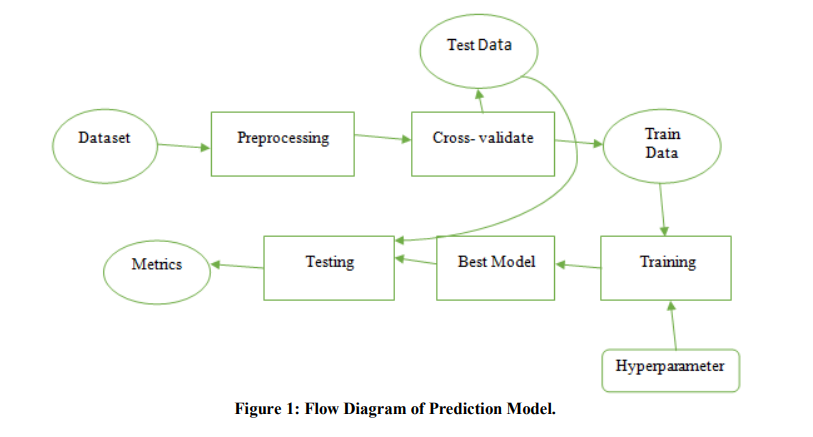 Test Data
Dataset
Preprocessing
Cross- validate
Train
Data
Metrics
Testing
Best Model
Training
Hyperparameter
Figure 1: Flow Diagram of Prediction Model.